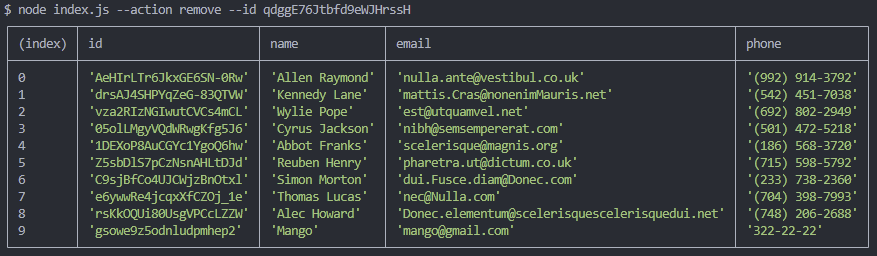 $ node index.js --action remove --id qdggE76Jtbfd9eWJHrssH
(index) id name email phone
0 'AeHIrLTr6JkxGE6SN-0Rw' 'Allen Raymond' 'nulla.ante@vestibul.co.uk' '(992) 914-3792'
1 'drsAJ4SHPYqZeG-83QTVW' 'Kennedy Lane' 'mattis.Cras@nonenimMauris.net' '(542) 451-7038'
2 'vza2RIzNGIwutCVCs4mCL' 'Wylie Pope' 'est@utquamvel.net' '(692) 802-2949'
3 '05olLMgyVQdWRwgKfg5J6' 'Cyrus Jackson' 'nibh@semsempererat.com' '(501) 472-5218'
4 '1DEXoP8AuCGYc1YgoQ6hw' 'Abbot Franks' 'scelerisque@magnis.org' '(186) 568-3720'
5 'Z5sbDlS7pCzNsnAHLtDJd' 'Reuben Henry' 'pharetra.ut@dictum.co.uk' '(715) 598-5792'
6 'C9sjBfCo4UJCWjzBnOtxl' 'Simon Morton' 'dui.Fusce.diam@Donec.com' '(233) 738-2360'
7 'e6ywwRe4jcqxXfCZOj_1e' 'Thomas Lucas' 'nec@Nulla.com' '(704) 398-7993'
8 'rsKkOQUi80UsgVPCcLZZW' 'Alec Howard' 'Donec.elementum@scelerisquescelerisquedui.net' '(748) 206-2688'
9 'gsowe9z5odnludpmhep2' 'Mango' 'mango@gmail.com' '322-22-22'